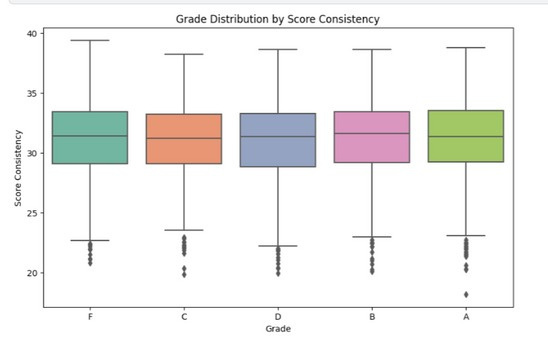 Grade Distribution by Score Consistency
40
35
30
25
20
Score Consistency
F C D B A
Grade